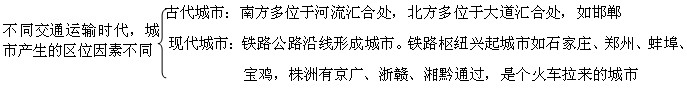 不同交通运输时代，城市产生的区位因素不同
古代城市：南方多位于河流汇合处，北方多位于大道汇合处，如邯郸
现代城市：铁路公路沿线形成城市。铁路枢纽兴起城市如石家庄、郑州、蚌埠、
宝鸡，株洲有京广、浙赣、湘黔通过，是个火车拉来的城市